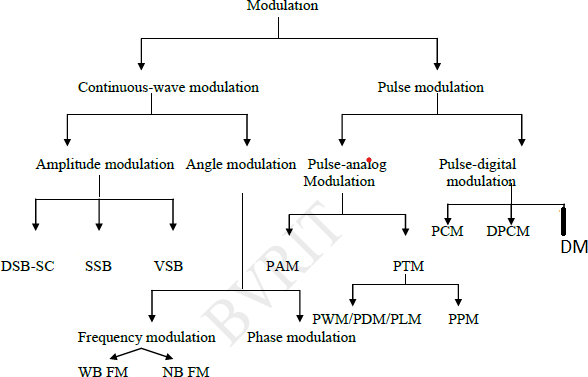 Modulation
Continuous-wave modulation
Pulse modulation
Amplitude modulation
Angle modulation
Pulse-analog
Modulation
Pulse-digital
modulation
PCM
DPCM
DM
DSB-SC
SSB
VSB
PAM
PTM
PWM/PDM/PLM
PPM
Frequency modulation
Phase modulation
WB FM
NB FM
BVRIT